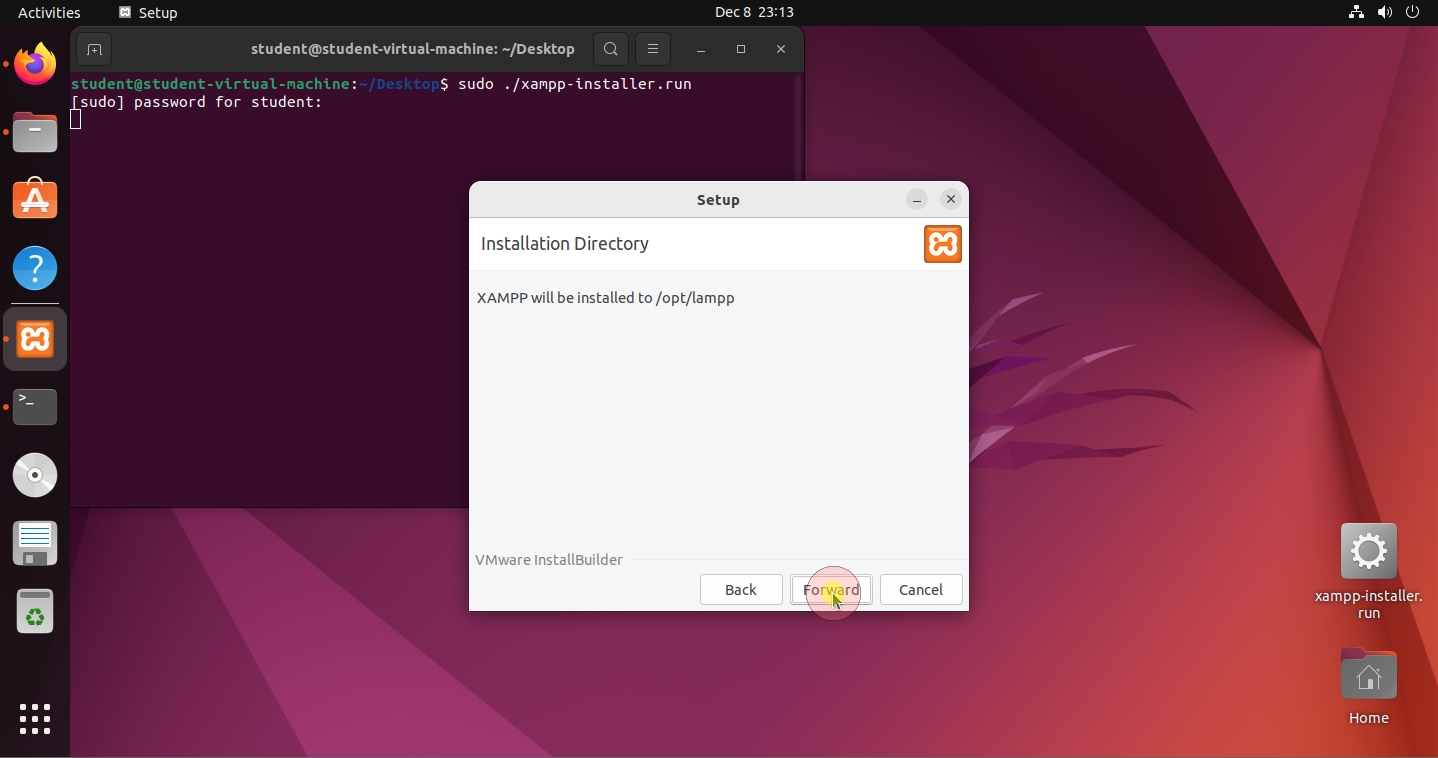 Activities
Setup
Dec 8 23:13
student@student-virtual-machine: ~/Desktop
student@student-virtual-machine:~/Desktop$ sudo ./xampp-installer.run
[sudo] password for student:
Setup
Installation Directory
XAMPP will be installed to /opt/lampp
VMware InstallBuilder
Back
Forward
Cancel
xampp-installer.
run
Home